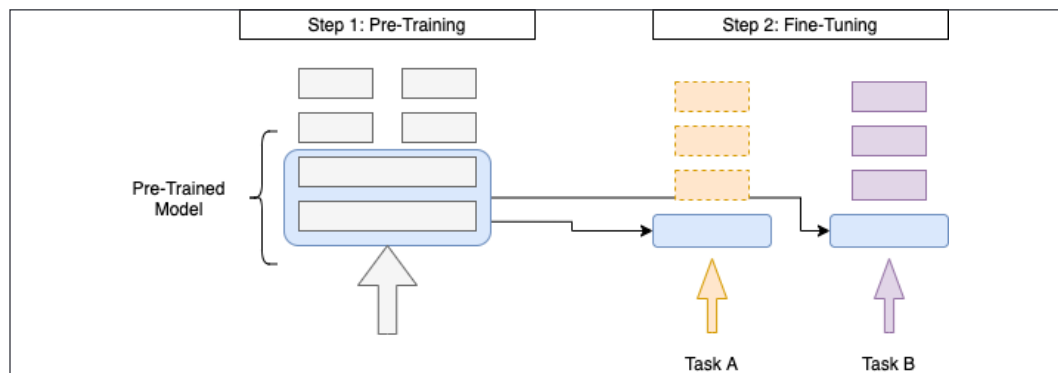 Step 1: Pre-Training
Step 2: Fine-Tuning
Pre-Trained
Model
Task A
Task B